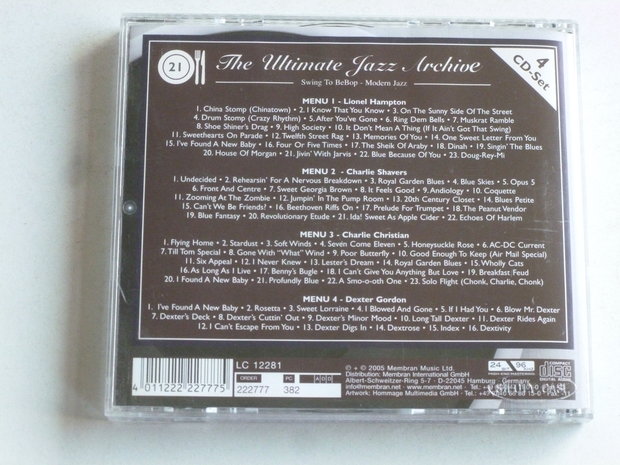 21
The Ultimate Jazz Archive
Swing To BeBop - Modern Jazz
4
CD-Set
MENU 1 - Lionel Hampton
1. China Stomp (Chinatown) • 2. I Know That You Know • 3. On The Sunny Side Of The Street
4. Drum Stomp (Crazy Rhythm) • 5. After You've Gone • 6. Ring Dem Bells • 7. Muskrat Ramble
8. Shoe Shiner's Drag • 9. High Society • 10. It Don't Mean A Thing (If It Ain't Got That Swing)
11. Sweethearts On Parade • 12. Twelfth Street Rag • 13. Memories Of You • 14. One Sweet Letter From You
15. I've Found A New Baby • 16. Four Or Five Times • 17. The Sheik Of Araby • 18. Dinah • 19. Singin' The Blues
20. House Of Morgan • 21. Jivin' With Jarvis • 22. Blue Because Of You • 23. Doug-Rey-Mi
MENU 2 - Charlie Shavers
1. Undecided • 2. Rehearsin' For A Nervous Breakdown • 3. Royal Garden Blues • 4. Blue Skies • 5. Opus 5
6. Front And Centre • 7. Sweet Georgia Brown • 8. It Feels Good • 9. Andiology • 10. Coquette
11. Zooming At The Zombie • 12. Jumpin' In The Pump Room • 13. 20th Century Closet • 14. Blues Petite
15. Can't We Be Friends? • 16. Beethoven Riffs On • 17. Prelude For Trumpet • 18. The Peanut Vendor
19. Blue Fantasy • 20. Revolutionary Etude • 21. Ida! Sweet As Apple Cider • 22. Echoes Of Harlem
MENU 3 - Charlie Christian
1. Flying Home • 2. Stardust • 3. Soft Winds • 4. Seven Come Eleven • 5. Honeysuckle Rose • 6. AC-DC Current
7. Till Tom Special • 8. Gone With "What" Wind • 9. Poor Butterfly • 10. Good Enough To Keep (Air Mail Special)
11. Six Appeal • 12. I Never Knew • 13. Lester's Dream • 14. Royal Garden Blues • 15. Wholly Cats
16. As Long As I Live • 17. Benny's Bugle • 18. I Can't Give You Anything But Love • 19. Breakfast Feud
20. I Found A New Baby • 21. Profoundly Blue • 22. A Smo-o-oth One • 23. Solo Flight (Chonk, Charlie, Chonk)
MENU 4 - Dexter Gordon
1. I've Found A New Baby • 2. Rosetta • 3. Sweet Lorraine • 4. I Blowed And Gone • 5. If I Had You • 6. Blow Mr. Dexter
7. Dexter's Deck • 8. Dexter's Cuttin' Out • 9. Dexter's Minor Mood • 10. Long Tall Dexter • 11. Dexter Rides Again
12. I Can't Escape From You • 13. Dexter Digs In • 14. Dextrose • 15. Index • 16. Dextivity
4 011222 227775
LC 12281
ORDER
222777
PC
382
ADD
℗ + © 2005 Membran Music Ltd.
Distribution: Membran International GmbH
Albert-Schweitzer-Ring 5-7 • D-22045 Hamburg • Germany
info@membran.net • www.membran.net
Artwork: Hommage Multimedia GmbH
24 96
COMPACT
disc
DIGITAL AUDIO